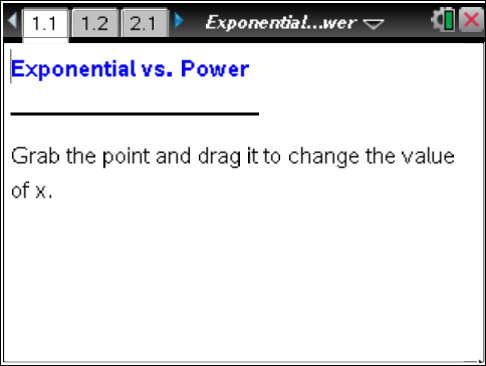 1.1 1.2 2.1 Exponential...wer
Exponential vs. Power
Grab the point and drag it to change the value
of x.